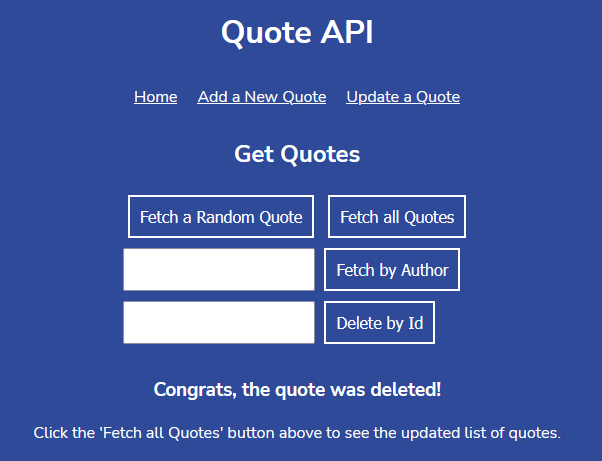 Quote API
Home Add a New Quote Update a Quote
Get Quotes
Fetch a Random Quote Fetch all Quotes
Fetch by Author
Delete by Id
Congrats, the quote was deleted!
Click the 'Fetch all Quotes' button above to see the updated list of quotes.